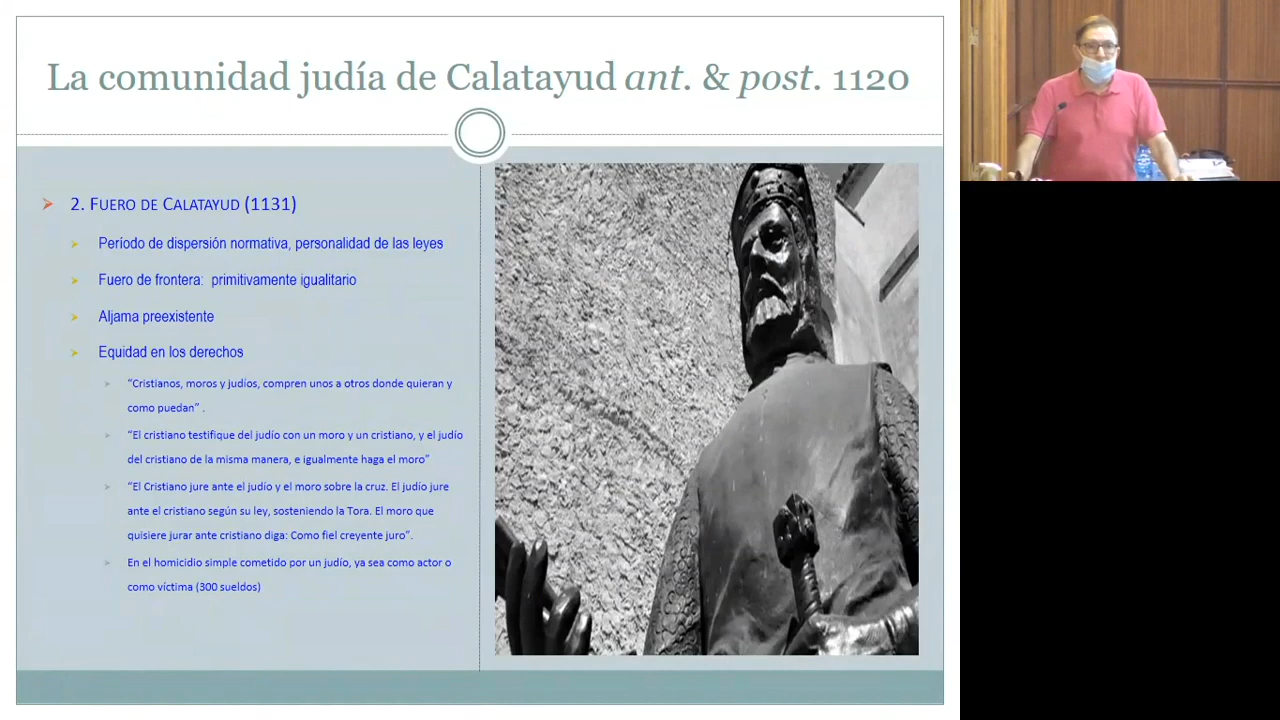 La comunidad judía de Calatayud ant. & post. 1120
2. FUERO DE CALATAYUD (1131)
Período de dispersión normativa, personalidad de las leyes
Fuero de frontera: primitivamente igualitario
Aljama preexistente
Equidad en los derechos
“Cristianos, moros y judíos, compren unos a otros donde quieran y
como puedan” .
“El cristiano testifique del judío con un moro y un cristiano, y el judío
del cristiano de la misma manera, e igualmente haga el moro”
“El Cristiano jure ante el judío y el moro sobre la cruz. El judío jure
ante el cristiano según su ley, sosteniendo la Tora. El moro que
quisiere jurar ante cristiano diga: Como fiel creyente juro”.
En el homicidio simple cometido por un judío, ya sea como actor o
como víctima (300 sueldos)